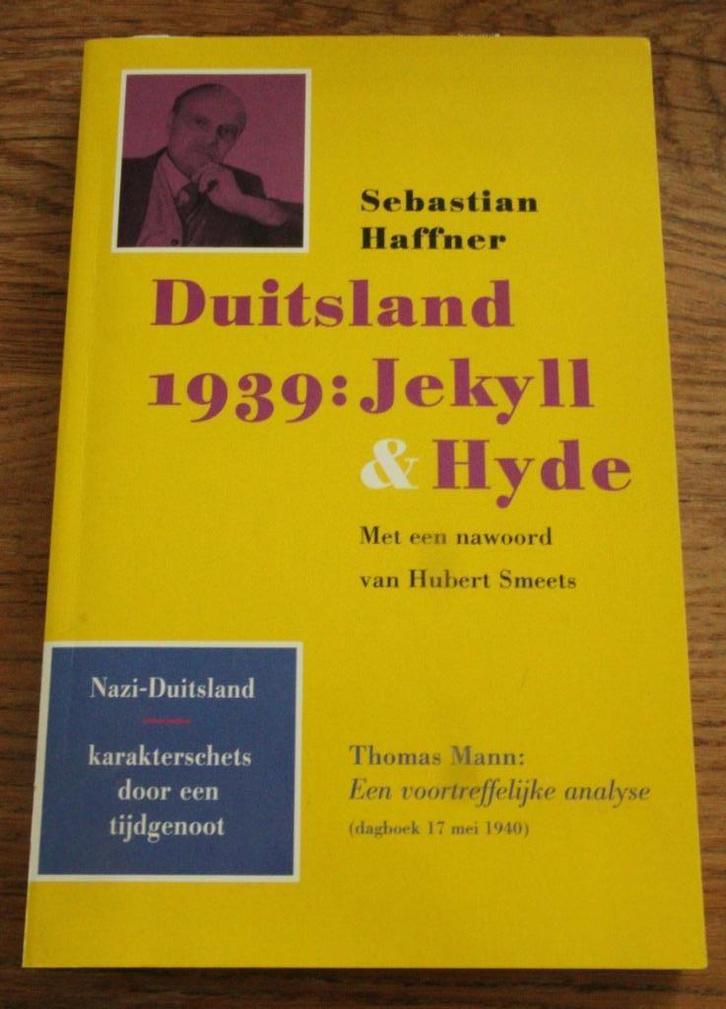 Sebastian
Haffner
Duitsland
1939: Jekyll
& Hyde
Met een nawoord
van Hubert Smeets
Nazi-Duitsland
karakterschets
door een
tijdgenoot
Thomas Mann:
Een voortreffelijke analyse
(dagboek 17 mei 1940)